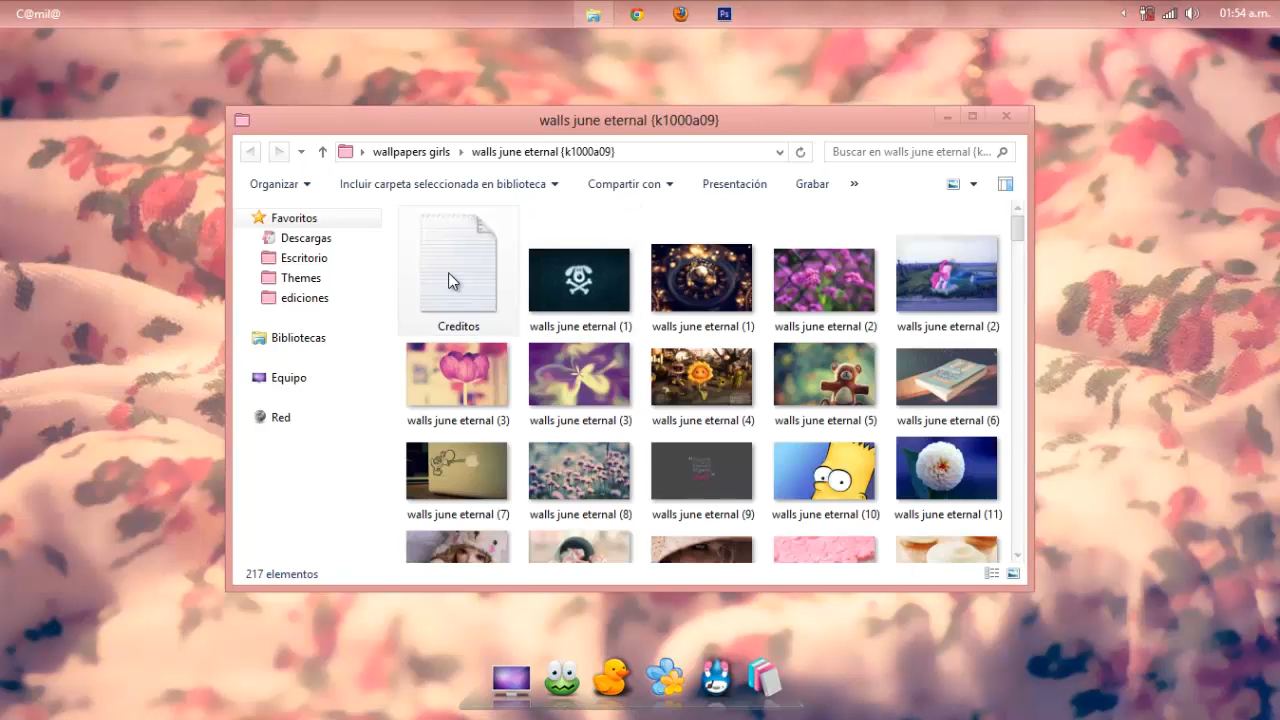 C@mil@
Ps
01:54 a.m.
walls june eternal {k1000a09}
wallpapers girls
walls june eternal {k1000a09}
Buscar en walls june eternal {k...
Organizar
Incluir carpeta seleccionada en biblioteca
Compartir con
Presentación
Grabar
»
Favoritos
Descargas
Escritorio
Themes
ediciones
Bibliotecas
Equipo
Red
Creditos
walls june eternal (1)
walls june eternal (1)
walls june eternal (2)
walls june eternal (2)
walls june eternal (3)
walls june eternal (3)
walls june eternal (4)
walls june eternal (5)
walls june eternal (6)
walls june eternal (7)
walls june eternal (8)
walls june eternal (9)
walls june eternal (10)
walls june eternal (11)
217 elementos